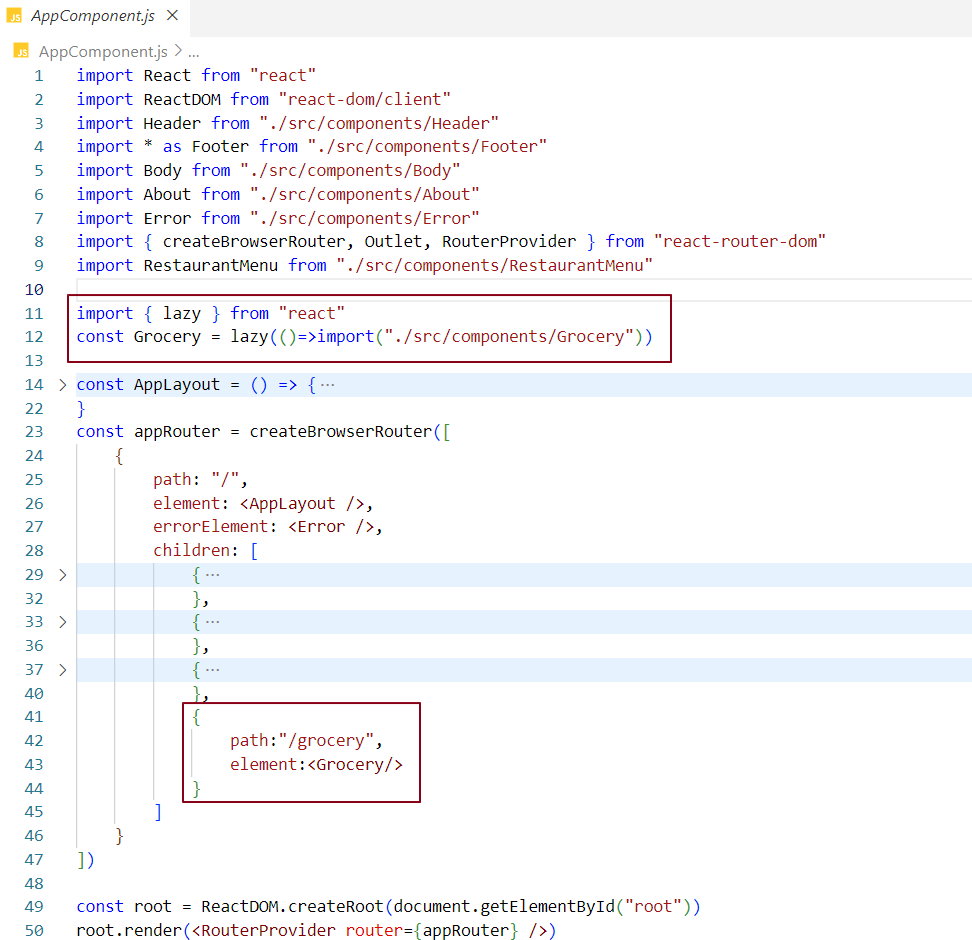 JS AppComponent.js ×
JS AppComponent.js > ...
1 import React from "react"
2 import ReactDOM from "react-dom/client"
3 import Header from "./src/components/Header"
4 import * as Footer from "./src/components/Footer"
5 import Body from "./src/components/Body"
6 import About from "./src/components/About"
7 import Error from "./src/components/Error"
8 import { createBrowserRouter, Outlet, RouterProvider } from "react-router-dom"
9 import RestaurantMenu from "./src/components/RestaurantMenu"
10
11 import { lazy } from "react"
12 const Grocery = lazy(()=>import("./src/components/Grocery"))
13
14 > const AppLayout = () => { ···
22 }
23 const appRouter = createBrowserRouter([
24 {
25 path: "/",
26 element: <AppLayout />,
27 errorElement: <Error />,
28 children: [
29 > { ···
32 },
33 > { ···
36 },
37 > { ···
40 },
41 {
42 path:"/grocery",
43 element:<Grocery/>
44 }
45 ]
46 }
47 ])
48
49 const root = ReactDOM.createRoot(document.getElementById("root"))
50 root.render(<RouterProvider router={appRouter} />)